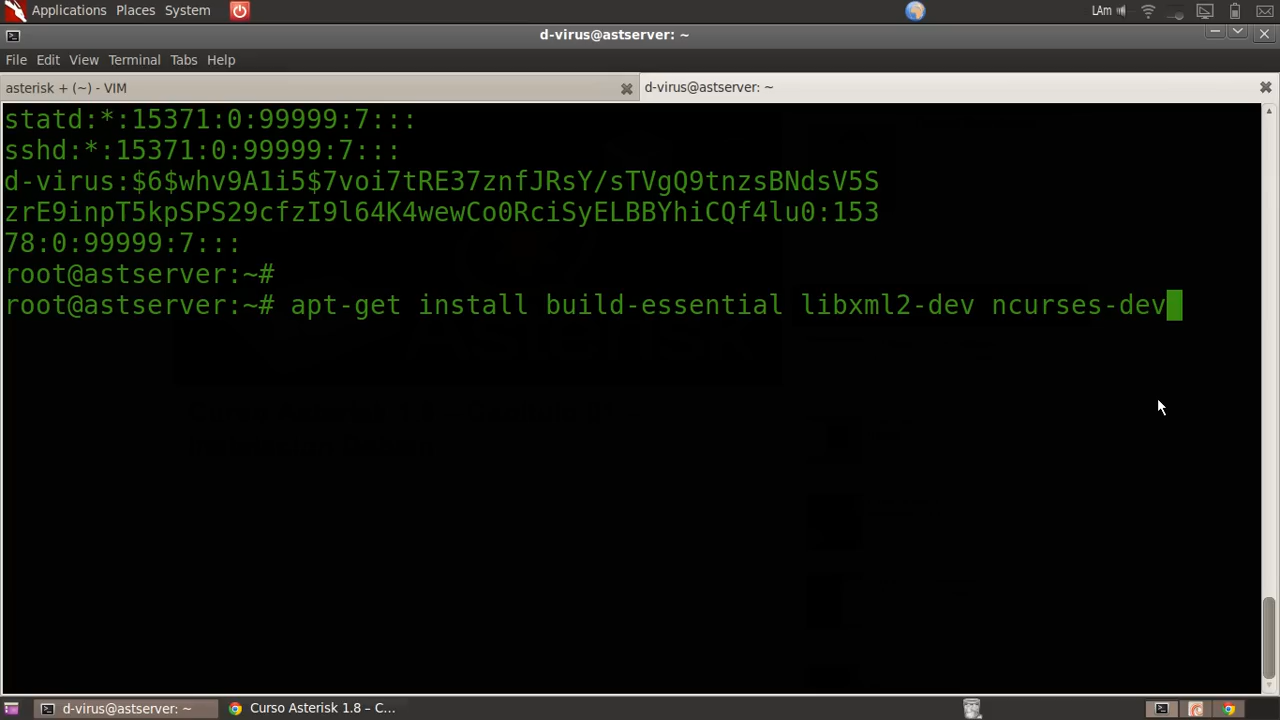 Applications Places System
LAm
d-virus@astserver: ~
File Edit View Terminal Tabs Help
asterisk + (~) - VIM
d-virus@astserver: ~
statd:*:15371:0:99999:7:::
sshd:*:15371:0:99999:7:::
d-virus:$6$whv9A1i5$7voi7tRE37znfJRsY/sTVgQ9tnzsBNdsV5S
zrE9inpT5kpSPS29cfzI9l64K4wewCo0RciSyELBBYhiCQf4lu0:153
78:0:99999:7:::
root@astserver:~#
root@astserver:~# apt-get install build-essential libxml2-dev ncurses-dev
d-virus@astserver: ~
Curso Asterisk 1.8 – C...